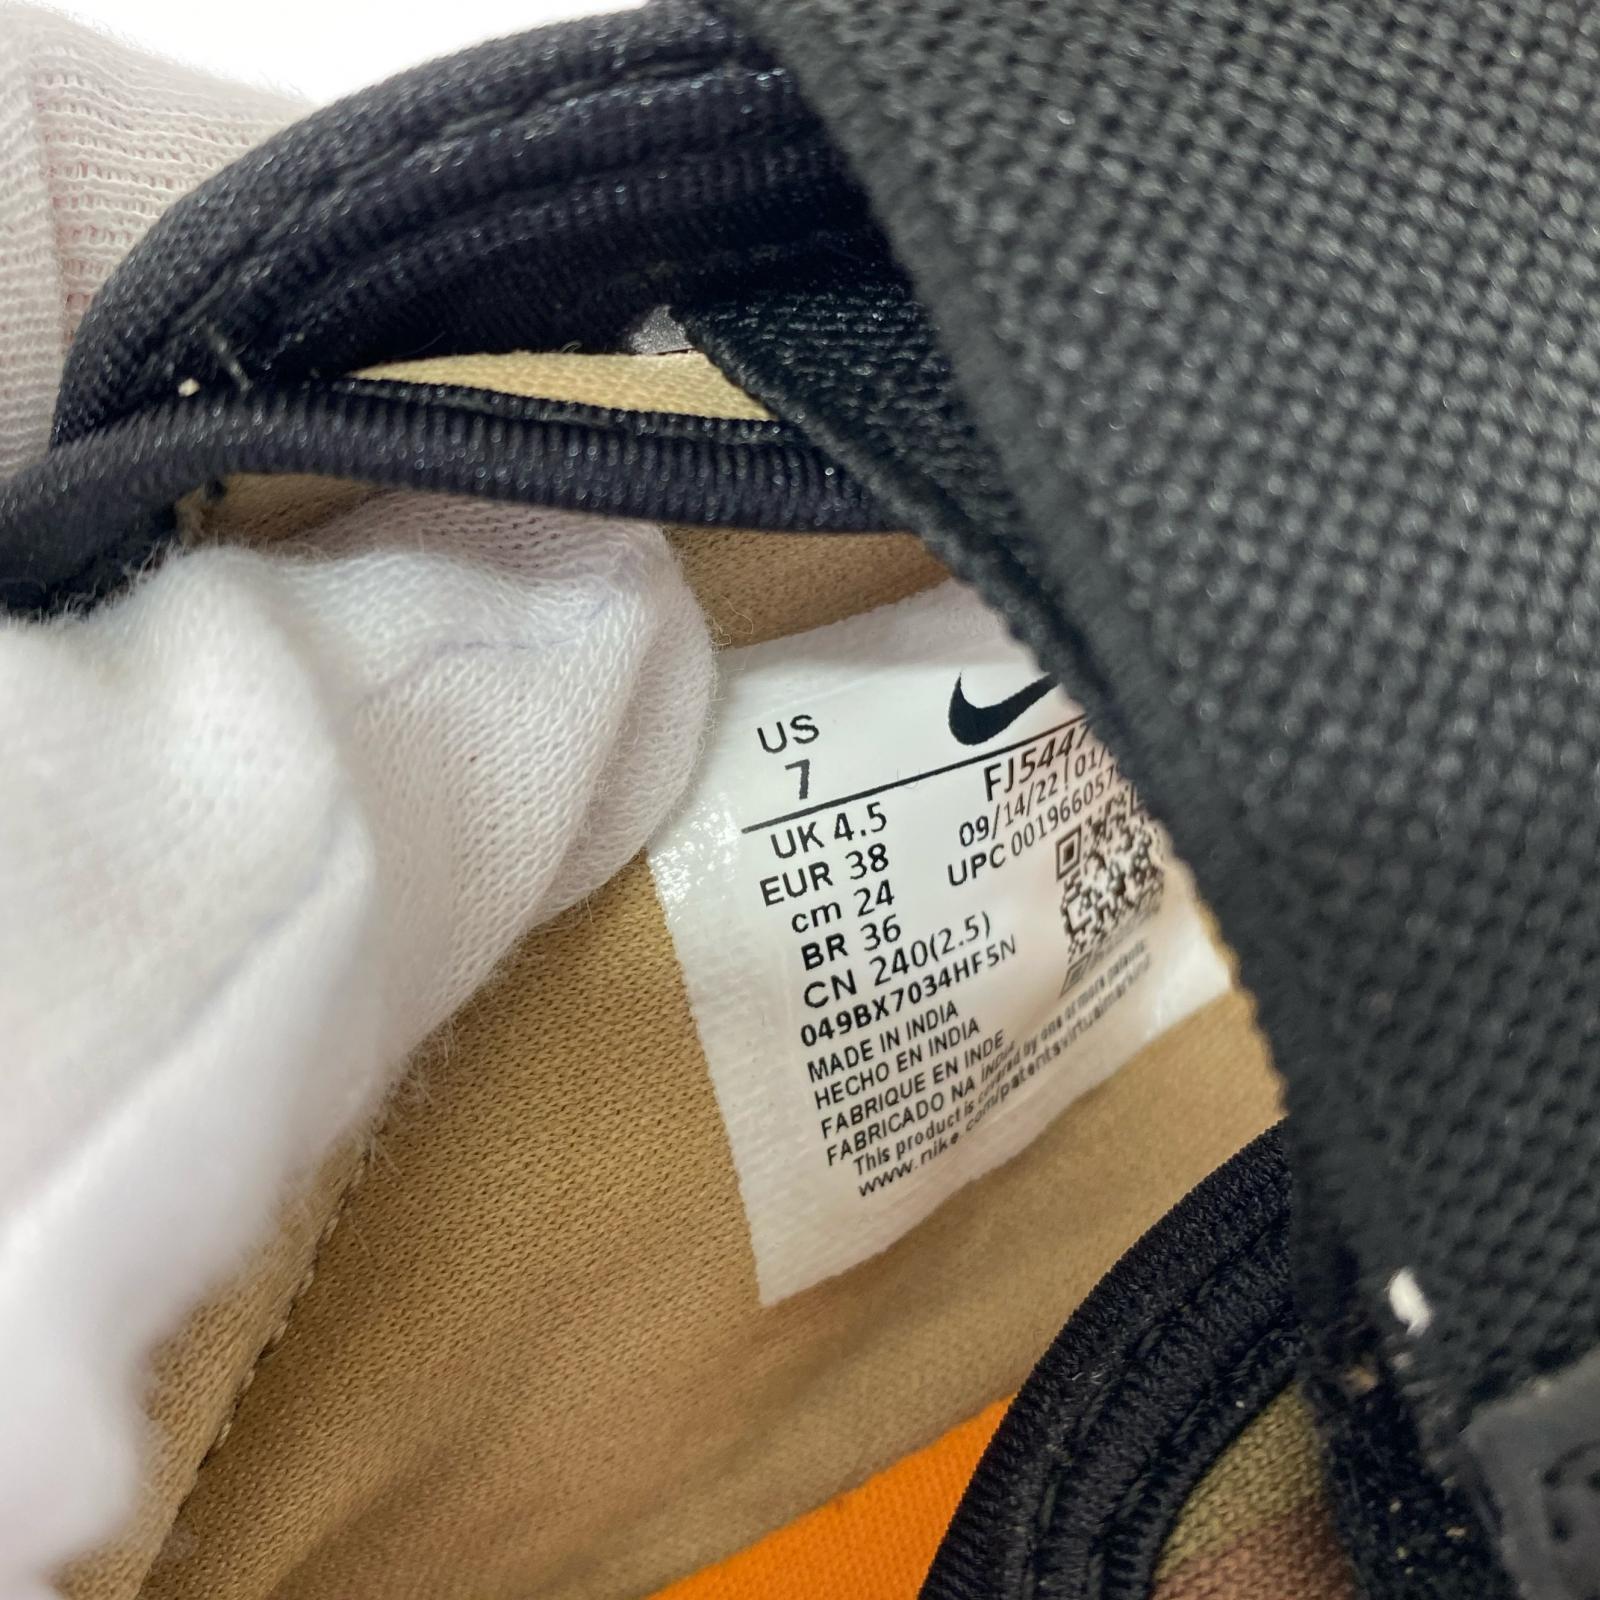 US
7
UK 4.5
EUR 38
cm 24
BR 36
CN 240(2.5)
049BX7034HF5N
MADE IN INDIA
HECHO EN INDIA
FABRIQUE EN INDE
FABRICADO NA
This product is covered by one or more patents
www.nike.com/patentsvirtualmarking
FJ5447
09/14/22 01/
UPC 0019660575